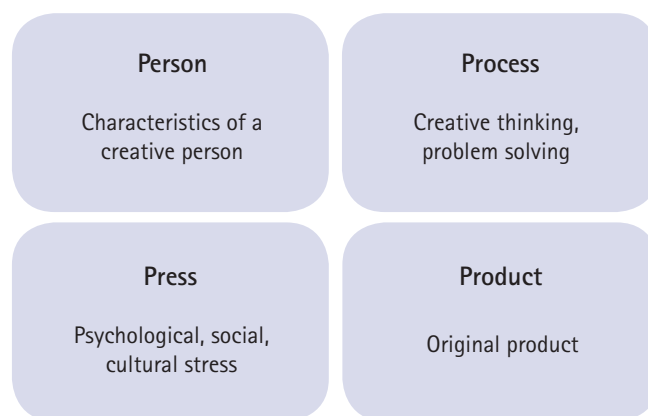 Person
Characteristics of a
creative person
Process
Creative thinking,
problem solving
Press
Psychological, social,
cultural stress
Product
Original product